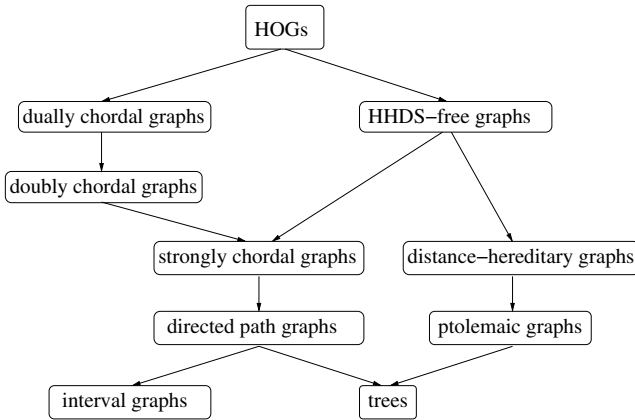 HOGs
dually chordal graphs
HHDS−free graphs
doubly chordal graphs
strongly chordal graphs
distance−hereditary graphs
directed path graphs
ptolemaic graphs
interval graphs
trees